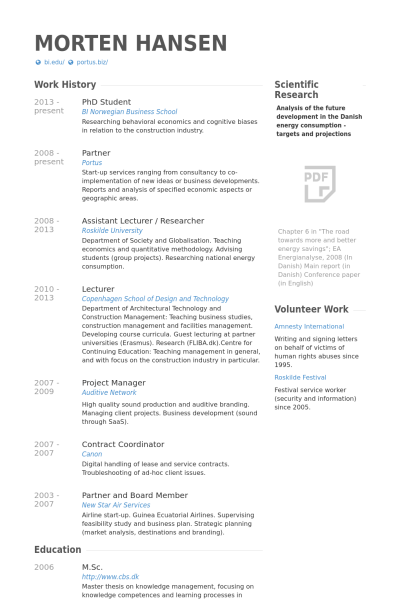 MORTEN HANSEN
bi.edu/ portus.biz/
Work History
2013 - present
PhD Student
BI Norwegian Business School
Researching behavioral economics and cognitive biases
in relation to the construction industry.
2008 - present
Partner
Portus
Start-up services ranging from consultancy to co-
implementation of new ideas or business developments.
Reports and analysis of specified economic aspects or
geographic areas.
2008 - 2013
Assistant Lecturer / Researcher
Roskilde University
Department of Society and Globalisation. Teaching
economics and quantitative methodology. Advising
students (group projects). Researching national energy
consumption.
2010 - 2013
Lecturer
Copenhagen School of Design and Technology
Department of Architectural Technology and
Construction Management: Teaching business studies,
construction management and facilities management.
Developing course curricula. Guest lecturing at partner
universities (Erasmus). Research (FLIBA.dk).Centre for
Continuing Education: Teaching management in general,
and with focus on the construction industry in particular.
2007 - 2009
Project Manager
Auditive Network
High quality sound production and auditive branding.
Managing client projects. Business development (sound
through SaaS).
2007 - 2007
Contract Coordinator
Canon
Digital handling of lease and service contracts.
Troubleshooting of ad-hoc client issues.
2003 - 2007
Partner and Board Member
New Star Air Services
Airline start-up. Guinea Ecuatorial Airlines. Supervising
feasibility study and business plan. Strategic planning
(market analysis, destinations and branding).
Education
2006
M.Sc.
http://www.cbs.dk
Master thesis on knowledge management, focusing on
knowledge competences and learning processes in
Scientific
Research
Analysis of the future
development in the Danish
energy consumption -
targets and projections
PDF
Chapter 6 in "The road
towards more and better
energy savings"; EA
Energianalyse, 2008 (in
Danish) Main report (in
Danish) Conference paper
(in English)
Volunteer Work
Amnesty International
Writing and signing letters
on behalf of victims of
human rights abuses since
1995.
Roskilde Festival
Festival service worker
(security and information)
since 2005.